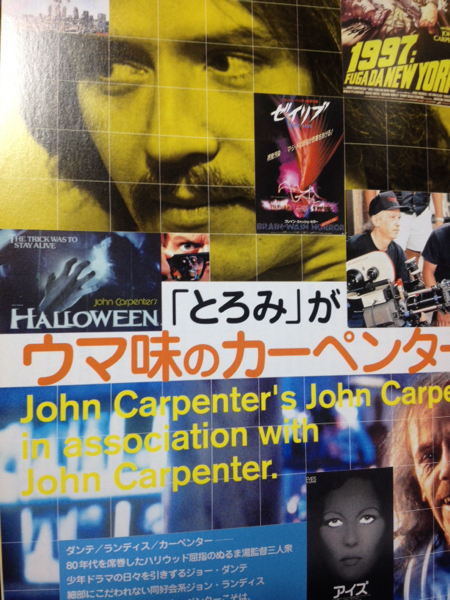 1997:
FUGA DA NEW YORK
ゼイリブ
BRAIN-WASH HORROR
THE TRICK WAS TO
STAY ALIVE
John Carpenter's
HALLOWEEN
「とろみ」が
ウマ味のカーペンター
John Carpenter's John Carpe
in association with
John Carpenter.
EYES
アイズ
ダンテ/ランディス/カーペンター──
80年代を席巻したハリウッド屈指のぬるま湯監督三人衆
少年ドラマの日々を引きずるジョー・ダンテ
細部にこだわない同好会系ジョン・ランディス